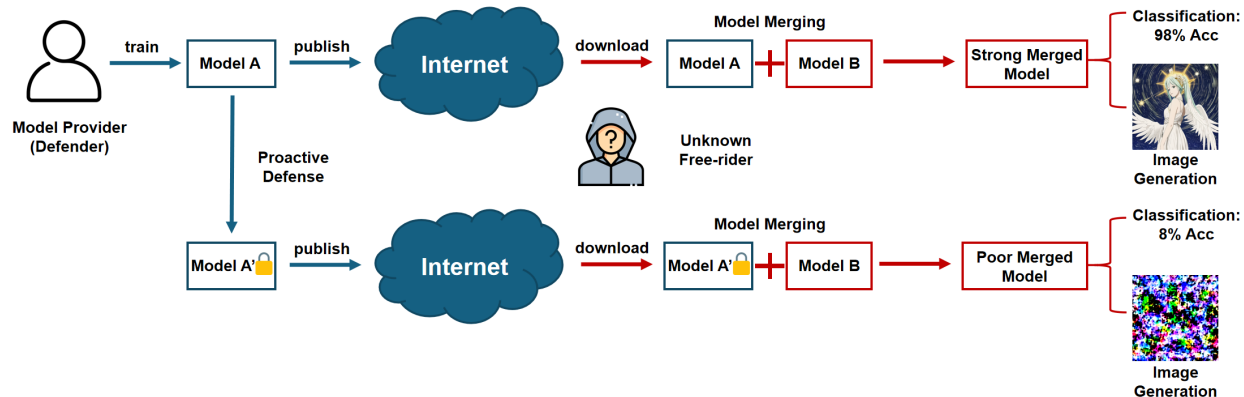 Model Provider
(Defender)
train
Model A
publish
Internet
download
Model Merging
Model A
Model B
Strong Merged
Model
Classification:
98% Acc
Image
Generation
Proactive
Defense
?
Unknown
Free-rider
Model A'
publish
Internet
download
Model Merging
Model A'
Model B
Poor Merged
Model
Classification:
8% Acc
Image
Generation